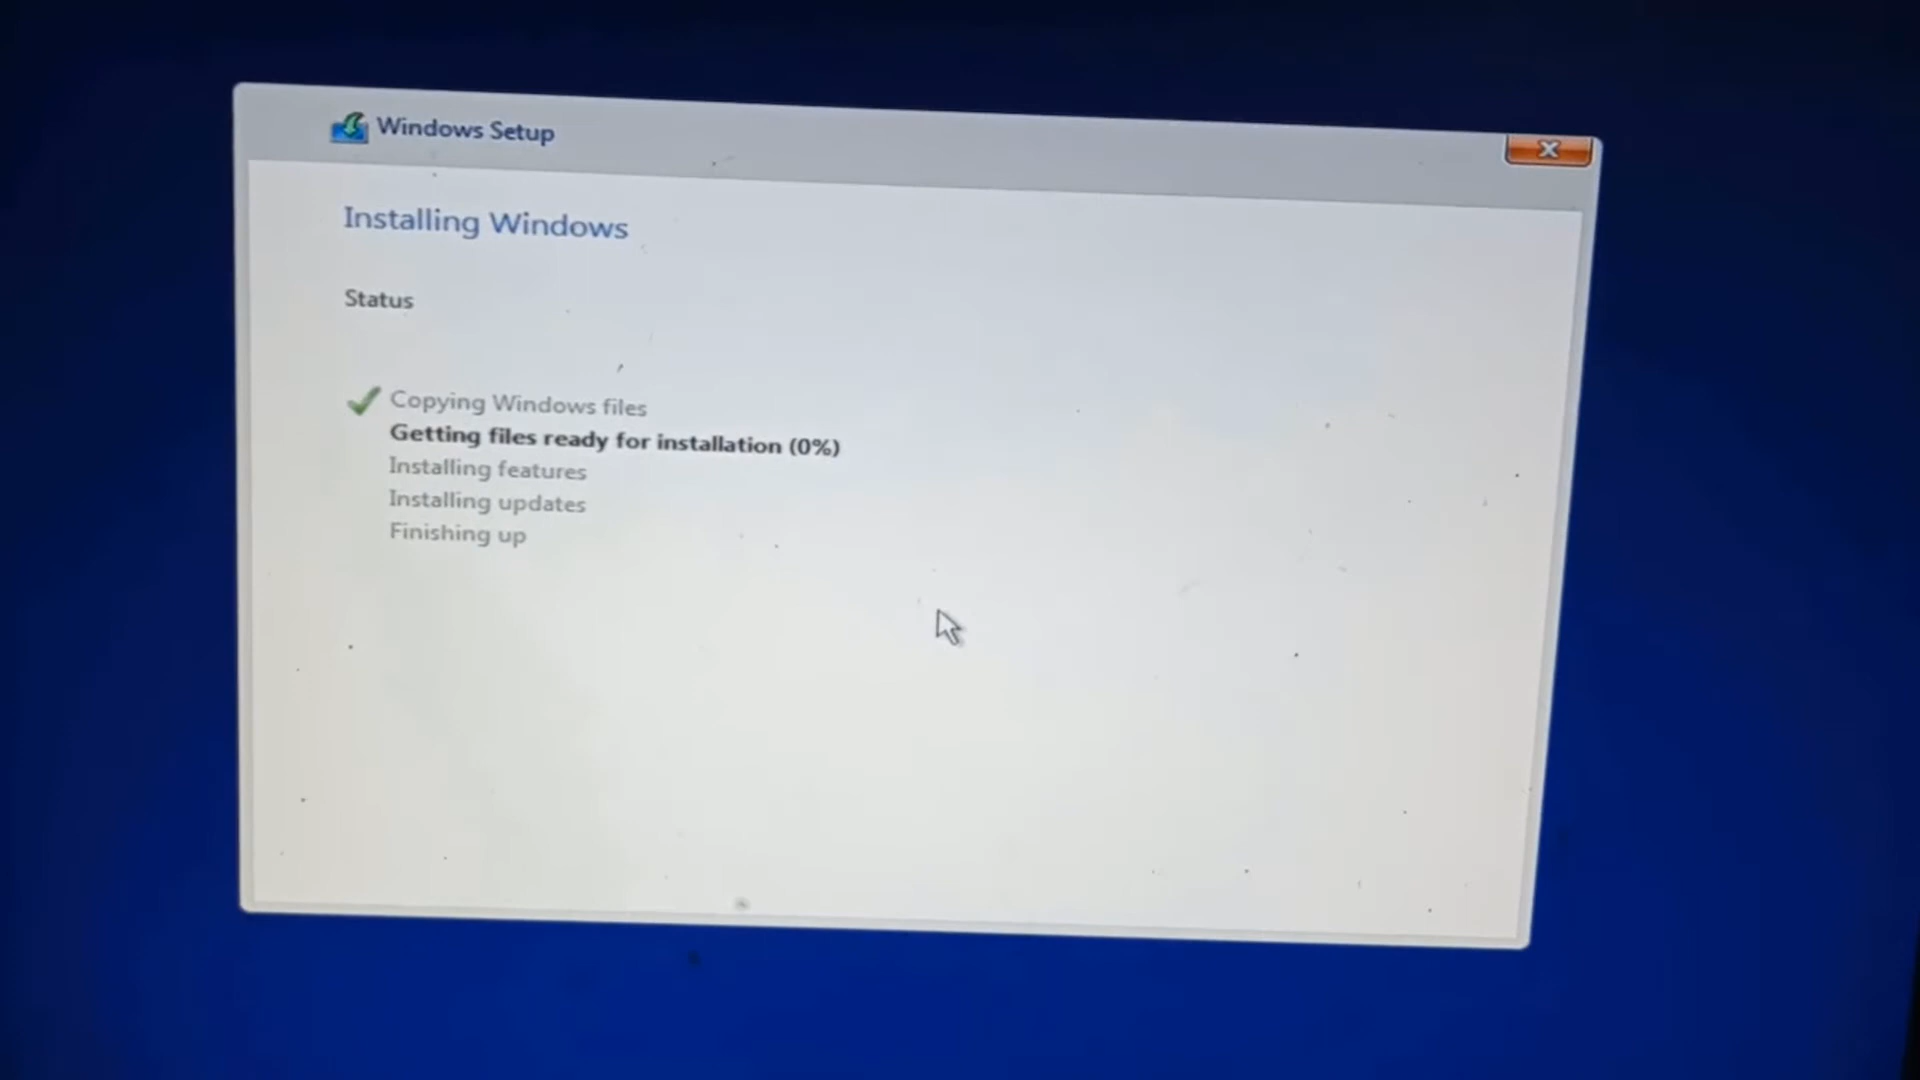 Windows Setup
Installing Windows
Status
Copying Windows files
Getting files ready for installation (0%)
Installing features
Installing updates
Finishing up